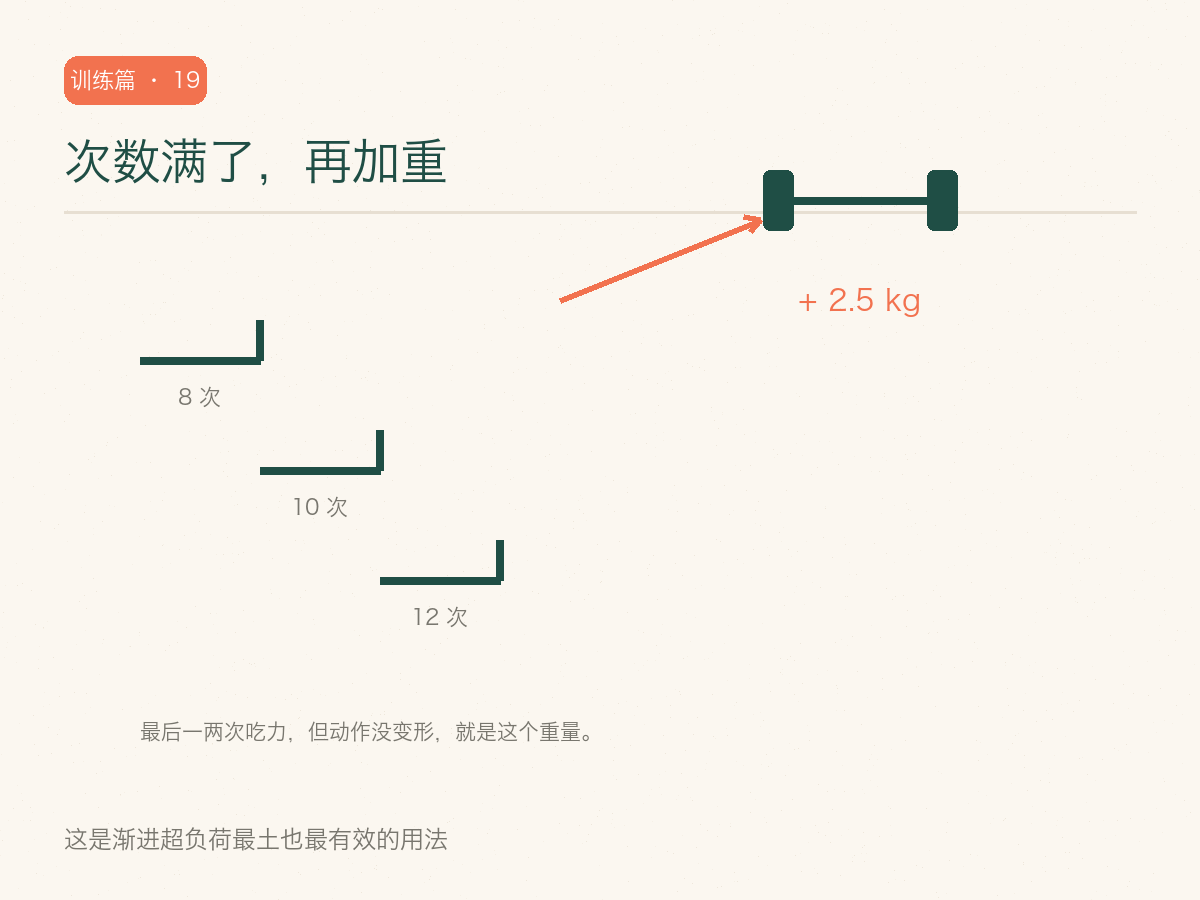 训练篇 · 19
次数满了，再加重
+ 2.5 kg
8 次
10 次
12 次
最后一两次吃力，但动作没变形，就是这个重量。
这是渐进超负荷最土也最有效的用法